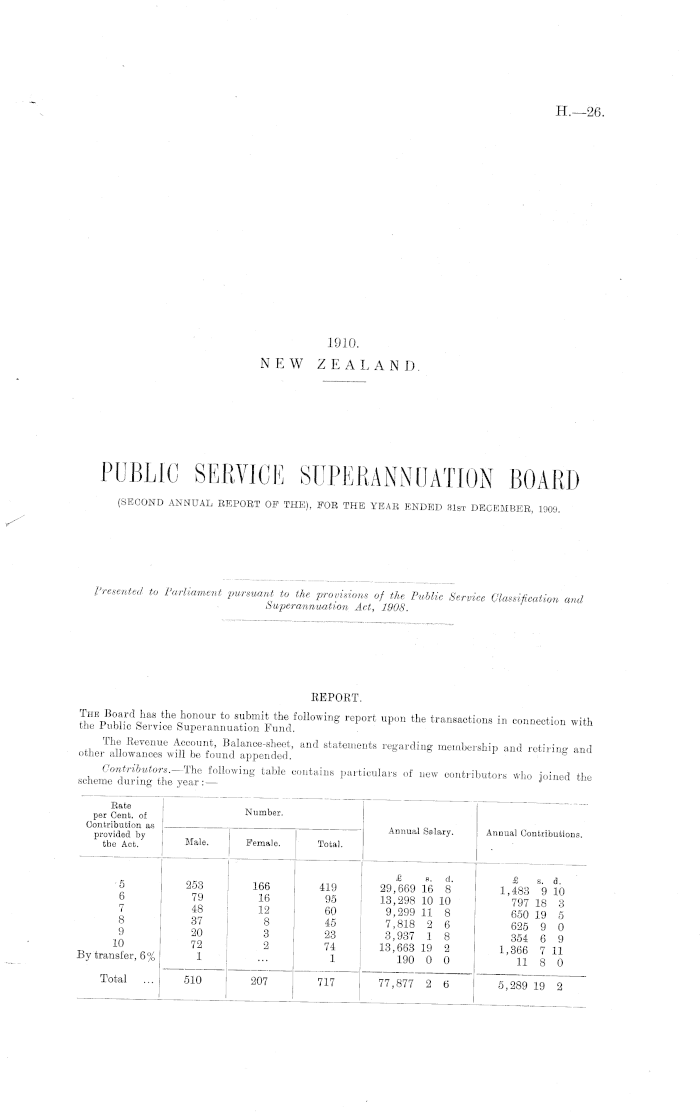 H.—26.
1910.
NEW ZEALAND.
PUBLIC SERVICE SUPERANNUATION BOARD
(SECOND ANNUAL REPORT OF THE), FOR THE YEAR ENDED 31ST DECEMBER, 1909.
Presented to Parliament pursuant to the provisions of the Public Service Classification and
Superannuation Act, 1908.
REPORT.
THE Board has the honour to submit the following report upon the transactions in connection with
the Public Service Superannuation Fund.
The Revenue Account, Balance-sheet, and statements regarding membership and retiring and
other allowances will be found appended.
Contributors.—The following table contains particulars of new contributors who joined the
scheme during the year:—
Rate per Cent. of Contribution as provided by the Act. Number. Annual Salary. Annual Contributions.
Male. Female. Total.
£ s. d. £ s. d.
5 253 166 419 29,669 16 8 1,483 9 10
6 79 16 95 13,298 10 10 797 18 3
7 48 12 60 9,299 11 8 650 19 5
8 37 8 45 7,818 2 6 625 9 0
9 20 3 23 3,937 1 8 354 6 9
10 72 2 74 13,663 19 2 1,366 7 11
By transfer, 6% 1 ... 1 190 0 0 11 8 0
Total ... 510 207 717 77,877 2 6 5,289 19 2